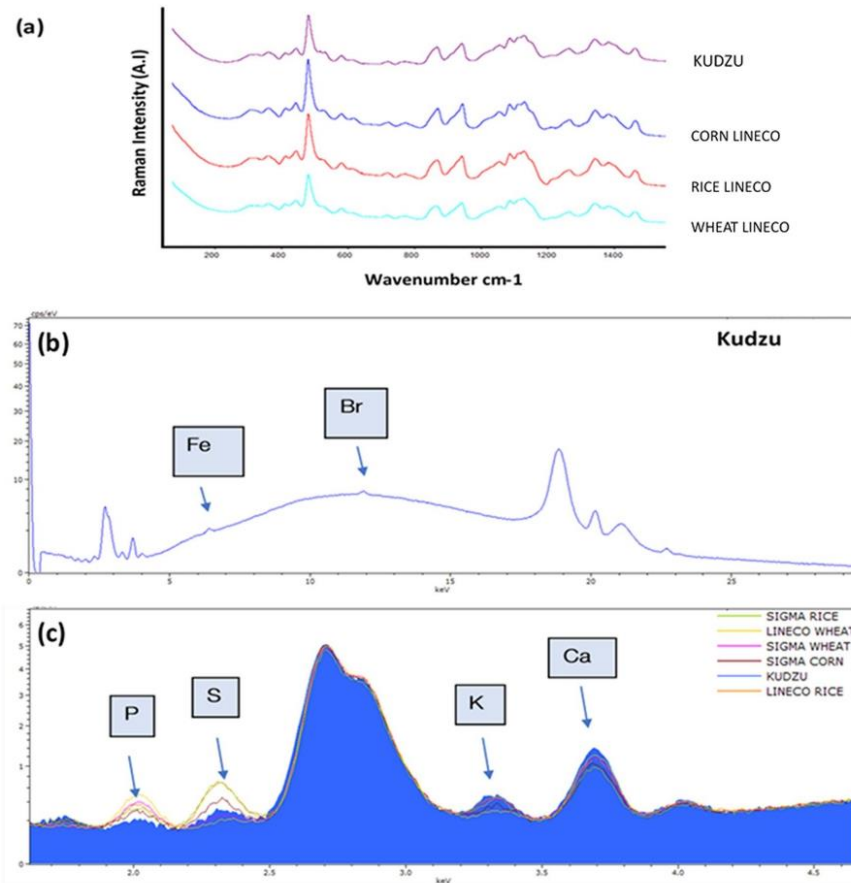 (a)
Raman Intensity (A.I)
KUDZU
CORN LINECO
RICE LINECO
WHEAT LINECO
200 400 600 800 1000 1200 1400
Wavenumber cm-1
cps/eV
(b)
Kudzu
70
60
50
40
30
20
10
0
Fe
Br
0 5 10 15 20 25
keV
(c)
6
5
4
3
2
1
0
P
S
K
Ca
SIGMA RICE
LINECO WHEAT
SIGMA WHEAT
SIGMA CORN
KUDZU
LINECO RICE
2.0 2.5 3.0 3.5 4.0 4.5
keV